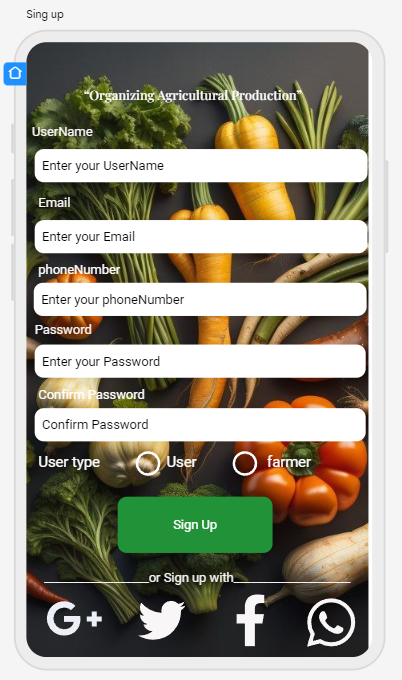 Sing up
“Organizing Agricultural Production”
UserName
Enter your UserName
Email
Enter your Email
phoneNumber
Enter your phoneNumber
Password
Enter your Password
Confirm Password
Confirm Password
User type User farmer
Sign Up
or Sign up with
G+